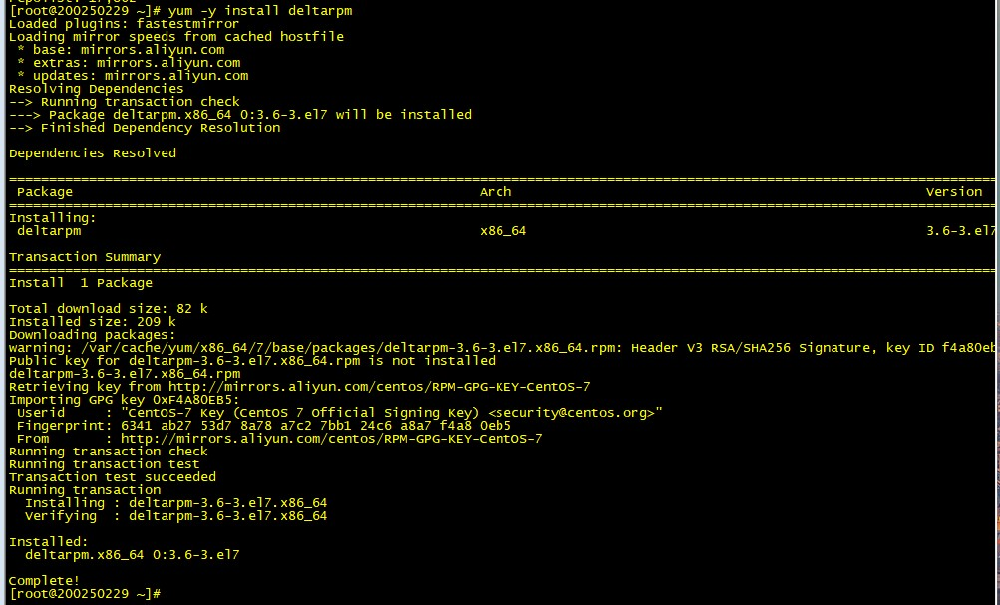 [root@200250229 ~]# yum -y install deltarpm
Loaded plugins: fastestmirror
Loading mirror speeds from cached hostfile
 * base: mirrors.aliyun.com
 * extras: mirrors.aliyun.com
 * updates: mirrors.aliyun.com
Resolving Dependencies
--> Running transaction check
---> Package deltarpm.x86_64 0:3.6-3.el7 will be installed
--> Finished Dependency Resolution
Dependencies Resolved
Package Arch Version
Installing:
 deltarpm x86_64 3.6-3.el7
Transaction Summary
Install  1 Package
Total download size: 82 k
Installed size: 209 k
Downloading packages:
warning: /var/cache/yum/x86_64/7/base/packages/deltarpm-3.6-3.el7.x86_64.rpm: Header V3 RSA/SHA256 Signature, key ID f4a80eb
Public key for deltarpm-3.6-3.el7.x86_64.rpm is not installed
deltarpm-3.6-3.el7.x86_64.rpm
Retrieving key from http://mirrors.aliyun.com/centos/RPM-GPG-KEY-CentOS-7
Importing GPG key 0xF4A80EB5:
 Userid     : "CentOS-7 Key (CentOS 7 Official Signing Key) <security@centos.org>"
 Fingerprint: 6341 ab27 53d7 8a78 a7c2 7bb1 24c6 a8a7 f4a8 0eb5
 From       : http://mirrors.aliyun.com/centos/RPM-GPG-KEY-CentOS-7
Running transaction check
Running transaction test
Transaction test succeeded
Running transaction
  Installing : deltarpm-3.6-3.el7.x86_64
  Verifying  : deltarpm-3.6-3.el7.x86_64
Installed:
  deltarpm.x86_64 0:3.6-3.el7
Complete!
[root@200250229 ~]#